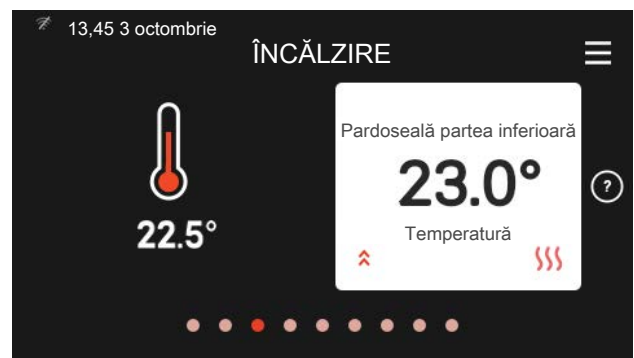 13,45 3 octombrie
ÎNCĂLZIRE
Pardoseală partea inferioară
23.0°
Temperatură
22.5°
?